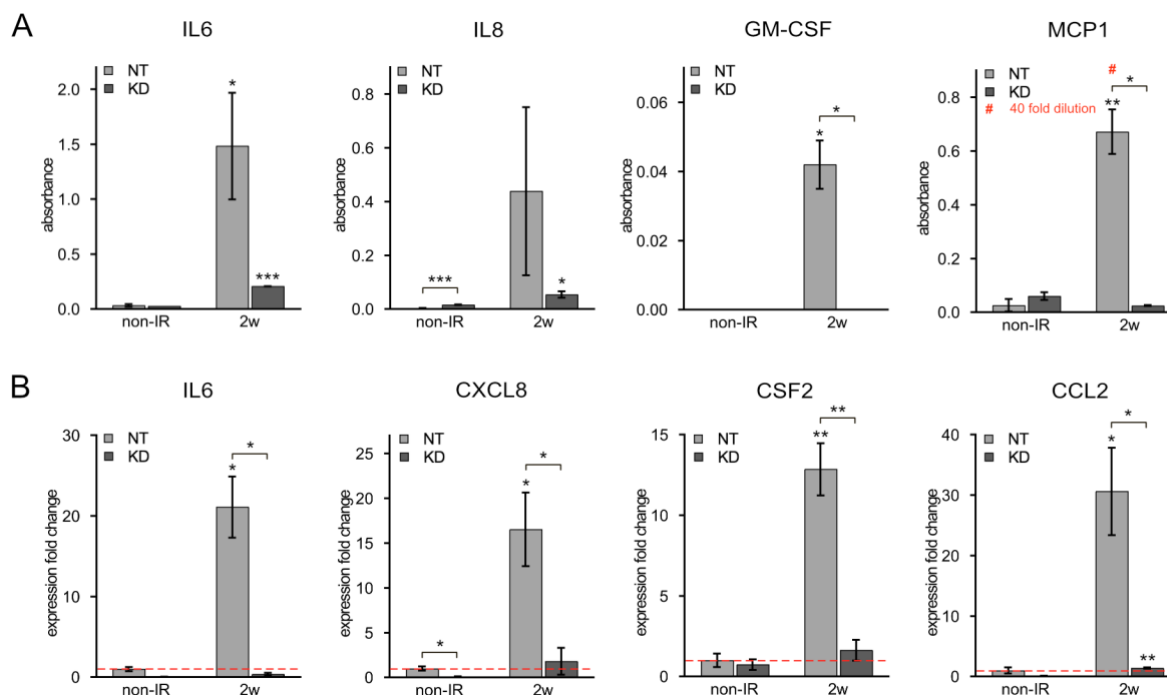 A
IL6
NT
KD
absorbance
2.0
1.5
1.0
0.5
0.0
*
***
non-IR
2w
IL8
NT
KD
absorbance
0.8
0.6
0.4
0.2
0.0
***
*
non-IR
2w
GM-CSF
NT
KD
absorbance
0.06
0.04
0.02
0.00
*
*
non-IR
2w
MCP1
NT
KD
# 40 fold dilution
absorbance
0.8
0.6
0.4
0.2
0.0
#
*
**
non-IR
2w
B
IL6
NT
KD
expression fold change
30
20
10
0
*
*
non-IR
2w
CXCL8
NT
KD
expression fold change
25
20
15
10
5
0
*
*
*
non-IR
2w
CSF2
NT
KD
expression fold change
15
10
5
0
**
**
non-IR
2w
CCL2
NT
KD
expression fold change
40
30
20
10
0
*
*
**
non-IR
2w